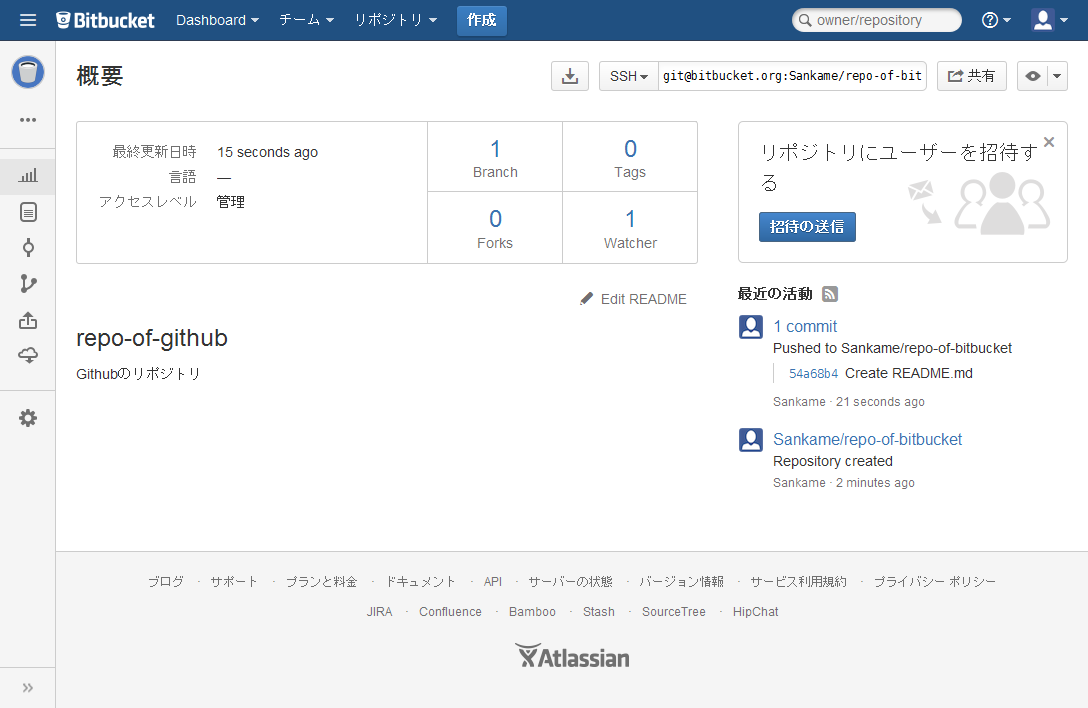 Bitbucket Dashboard チーム リポジトリ 作成 owner/repository
概要
SSH git@bitbucket.org:Sankame/repo-of-bit 共有
最終更新日時 15 seconds ago
言語 —
アクセスレベル 管理
1
Branch
0
Tags
0
Forks
1
Watcher
リポジトリにユーザーを招待す
る
招待の送信
Edit README
repo-of-github
Githubのリポジトリ
最近の活動
1 commit
Pushed to Sankame/repo-of-bitbucket
54a68b4 Create README.md
Sankame · 21 seconds ago
Sankame/repo-of-bitbucket
Repository created
Sankame · 2 minutes ago
ブログ · サポート · プランと料金 · ドキュメント · API · サーバーの状態 · バージョン情報 · サービス利用規約 · プライバシー ポリシー
JIRA · Confluence · Bamboo · Stash · SourceTree · HipChat
Atlassian